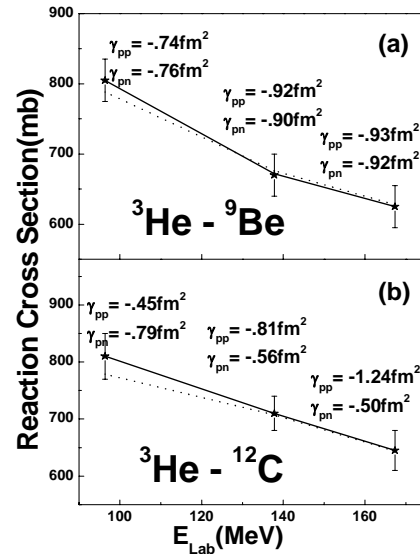 (a)
γpp = -.74fm²
γpn = -.76fm²
γpp = -.92fm²
γpn = -.90fm²
γpp = -.93fm²
γpn = -.92fm²
900
800
700
600
³He - ⁹Be
Reaction Cross Section(mb)
(b)
γpp = -.45fm²
γpn = -.79fm²
γpp = -.81fm²
γpn = -.56fm²
γpp = -1.24fm²
γpn = -.50fm²
900
800
700
600
³He - ¹²C
100 120 140 160
E_Lab(MeV)